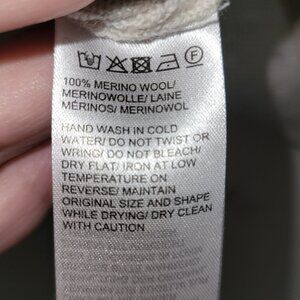 100% MERINO WOOL/
MERINOWOLLE/ LAINE
MÉRINOS/ MERINOWOL
HAND WASH IN COLD
WATER/ DO NOT TWIST OR
WRING/ DO NOT BLEACH/
DRY FLAT/ IRON AT LOW
TEMPERATURE ON
REVERSE/ MAINTAIN
ORIGINAL SIZE AND SHAPE
WHILE DRYING/ DRY CLEAN
WITH CAUTION